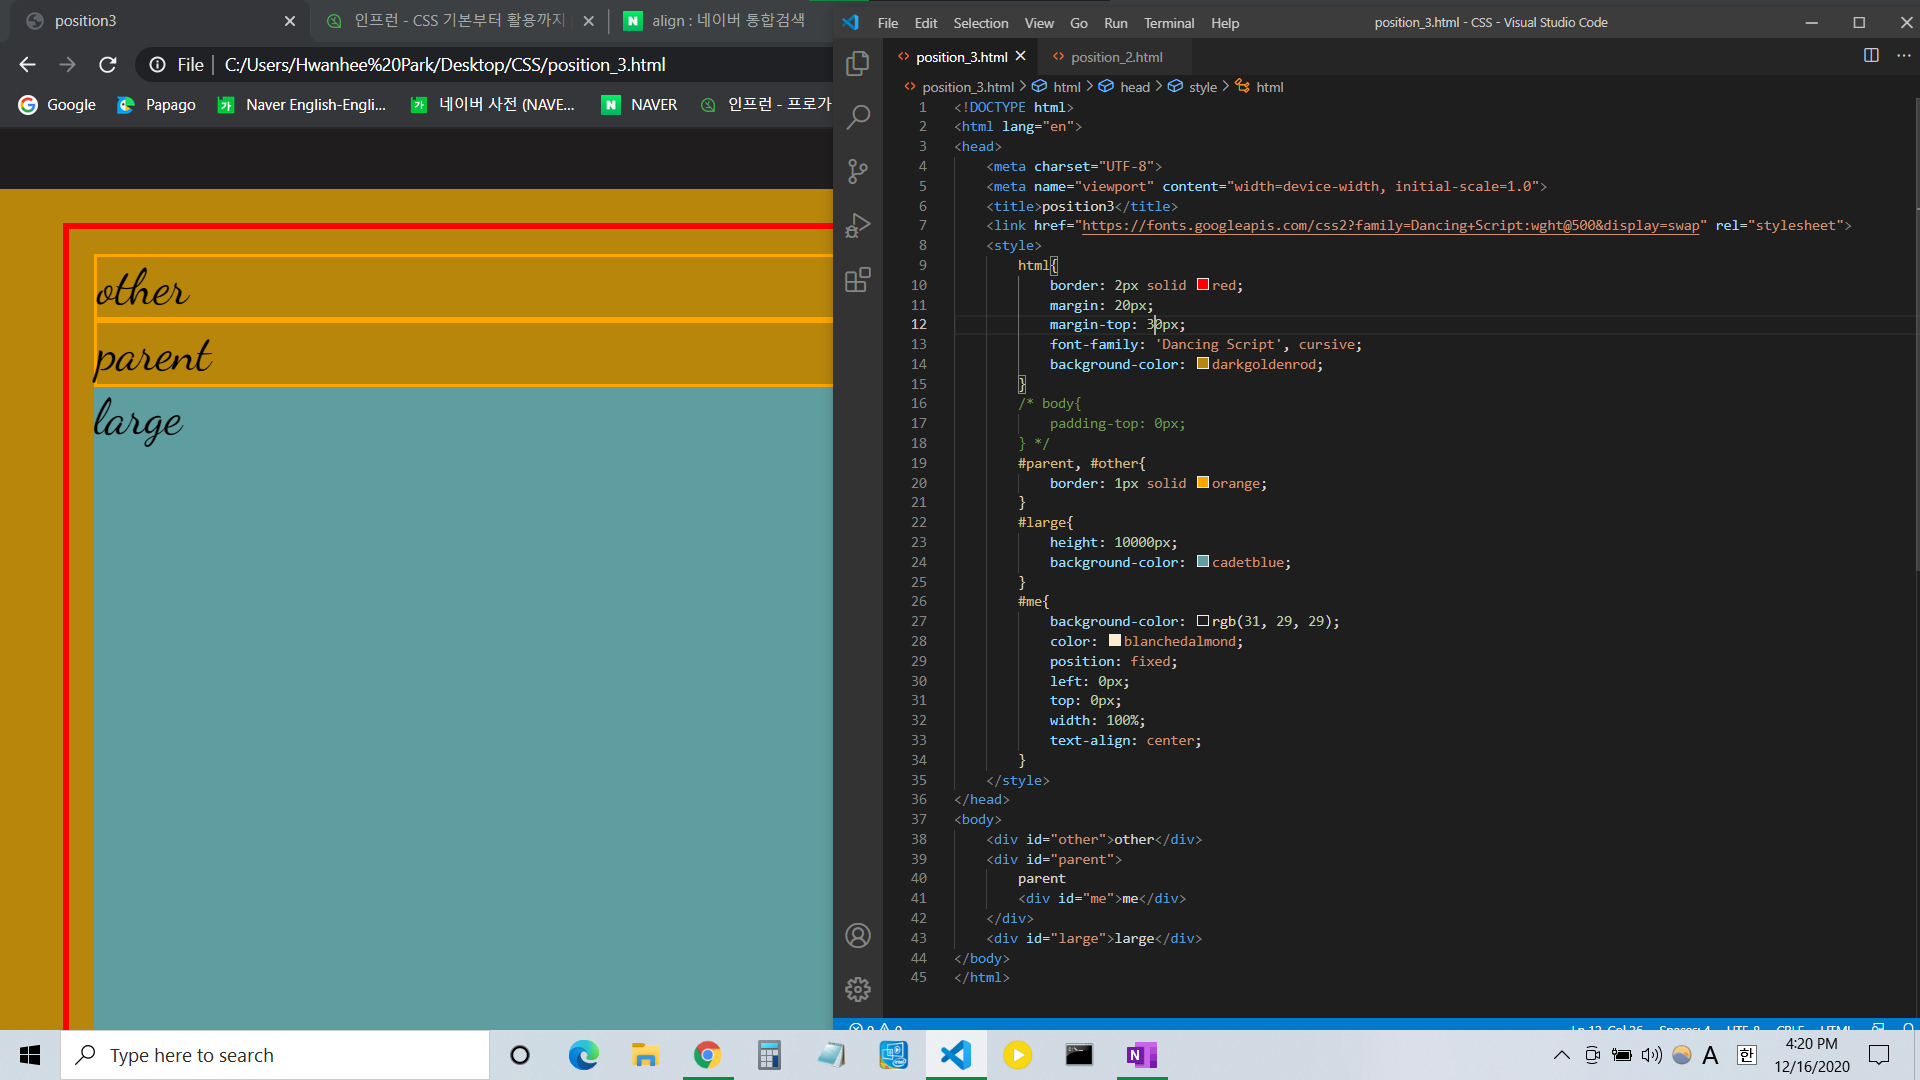 position3
인프런 - CSS 기본부터 활용까지
align : 네이버 통합검색
File C:/Users/Hwanhee%20Park/Desktop/CSS/position_3.html
Google Papago Naver English-Engli... 네이버 사전 (NAVE... NAVER 인프런 - 프로가
other
parent
large
File Edit Selection View Go Run Terminal Help position_3.html - CSS - Visual Studio Code
position_3.html position_2.html
position_3.html > html > head > style > html
1 <!DOCTYPE html>
2 <html lang="en">
3 <head>
4 <meta charset="UTF-8">
5 <meta name="viewport" content="width=device-width, initial-scale=1.0">
6 <title>position3</title>
7 <link href="https://fonts.googleapis.com/css2?family=Dancing+Script:wght@500&display=swap" rel="stylesheet">
8 <style>
9 html{
10 border: 2px solid red;
11 margin: 20px;
12 margin-top: 30px;
13 font-family: 'Dancing Script', cursive;
14 background-color: darkgoldenrod;
15 }
16 /* body{
17 padding-top: 0px;
18 } */
19 #parent, #other{
20 border: 1px solid orange;
21 }
22 #large{
23 height: 10000px;
24 background-color: cadetblue;
25 }
26 #me{
27 background-color: rgb(31, 29, 29);
28 color: blanchedalmond;
29 position: fixed;
30 left: 0px;
31 top: 0px;
32 width: 100%;
33 text-align: center;
34 }
35 </style>
36 </head>
37 <body>
38 <div id="other">other</div>
39 <div id="parent">
40 parent
41 <div id="me">me</div>
42 </div>
43 <div id="large">large</div>
44 </body>
45 </html>
Type here to search
A 한 4:20 PM
12/16/2020